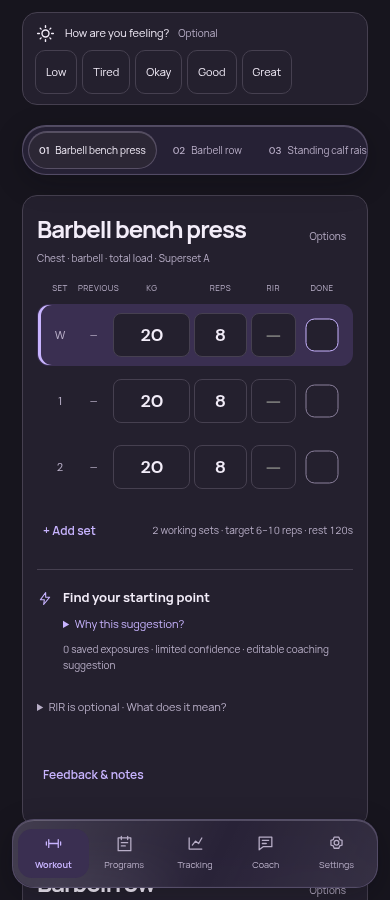 How are you feeling? Optional
Low Tired Okay Good Great
01 Barbell bench press 02 Barbell row 03 Standing calf rais
Barbell bench press
Options
Chest · barbell · total load · Superset A
SET PREVIOUS KG REPS RIR DONE
W — 20 8 —
1 — 20 8 —
2 — 20 8 —
+ Add set 2 working sets · target 6–10 reps · rest 120s
Find your starting point
Why this suggestion?
0 saved exposures · limited confidence · editable coaching
suggestion
RIR is optional · What does it mean?
Feedback & notes
Workout Programs Tracking Coach Settings
Barbell row
Options